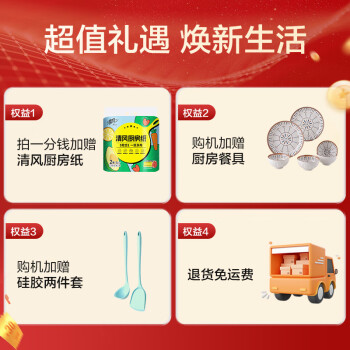 超值礼遇 焕新生活
权益1
拍一分钱加赠
清风厨房纸
清风厨房纸
权益2
购机加赠
厨房餐具
权益3
购机加赠
硅胶两件套
权益4
退货免运费